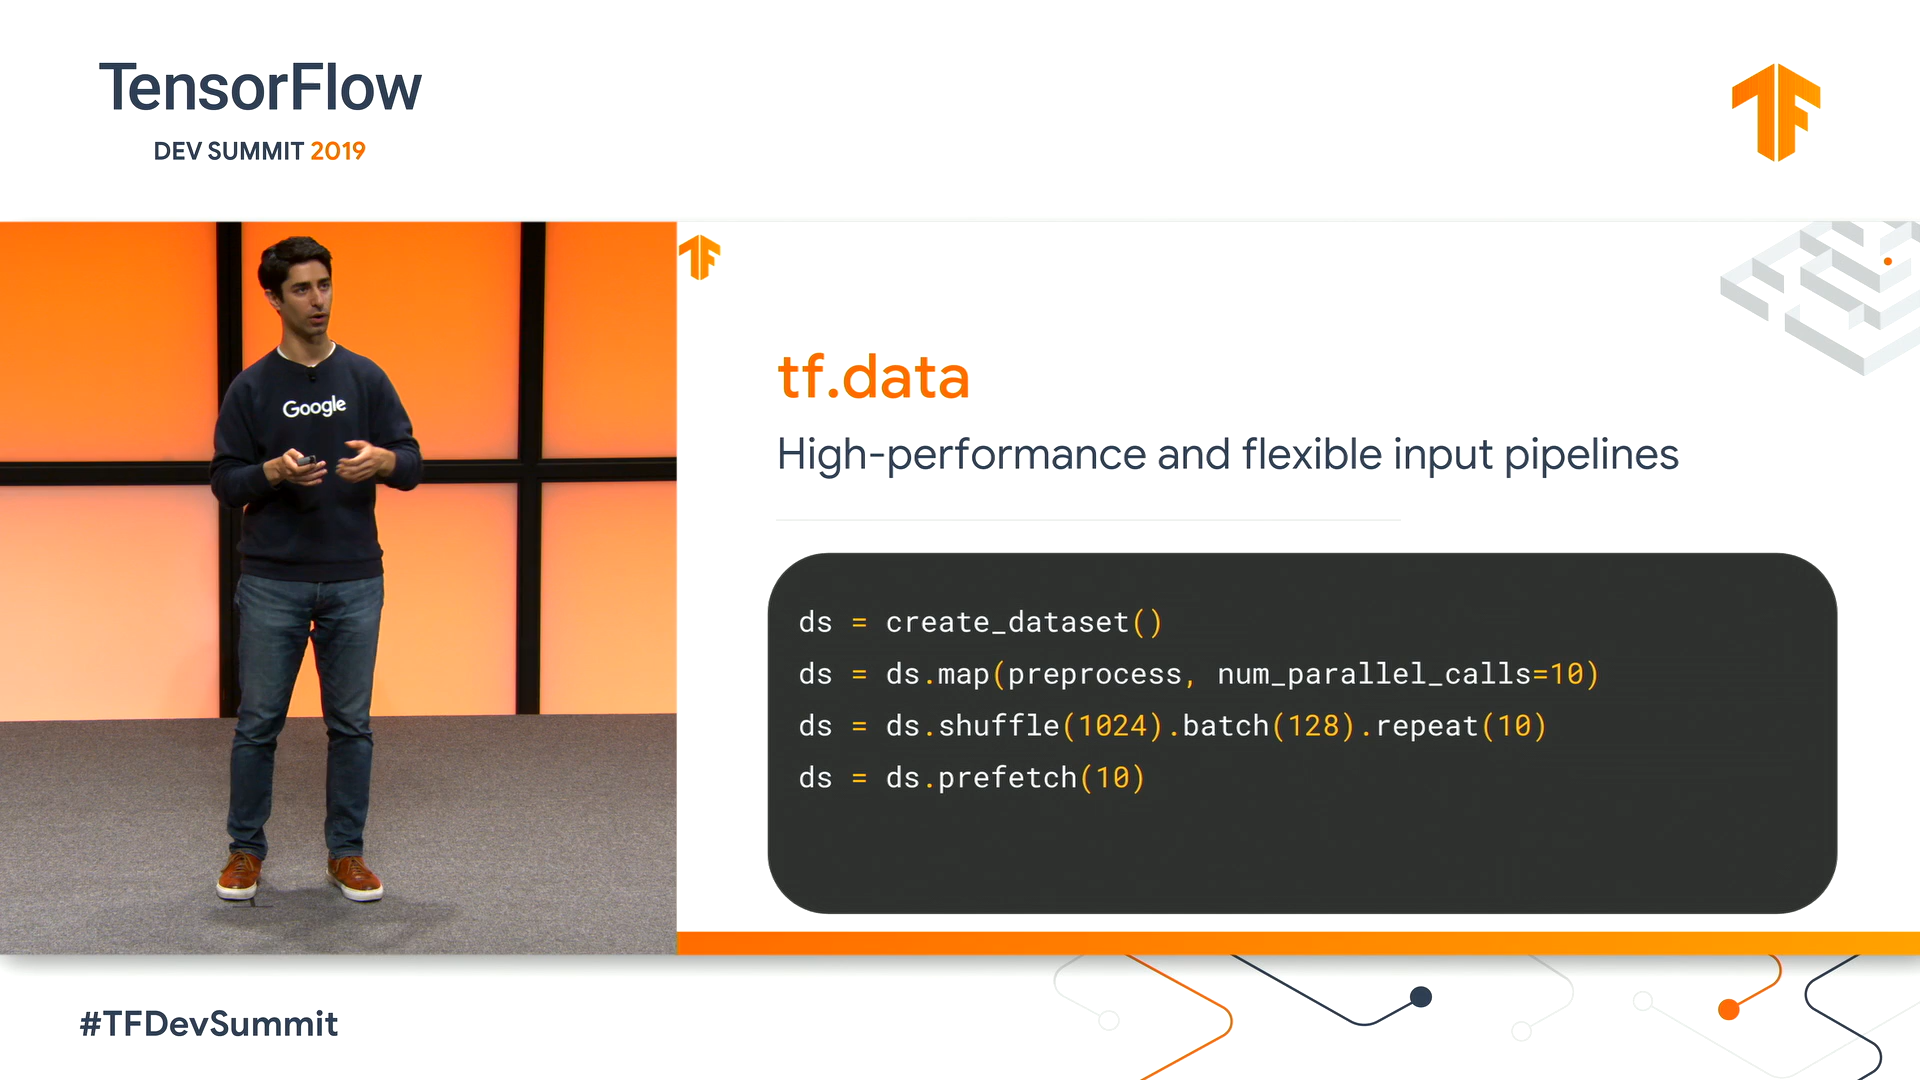 TensorFlow
DEV SUMMIT 2019
Google
tf.data
High-performance and flexible input pipelines
ds = create_dataset()
ds = ds.map(preprocess, num_parallel_calls=10)
ds = ds.shuffle(1024).batch(128).repeat(10)
ds = ds.prefetch(10)
#TFDevSummit